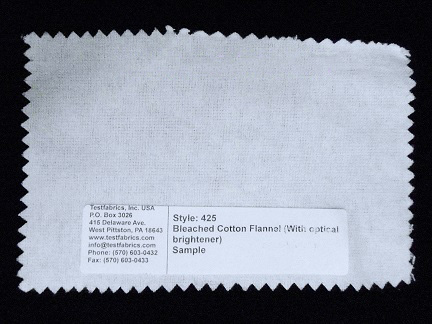 Testfabrics, Inc. USA
P.O. Box 3026
415 Delaware Ave.
West Pittston, PA 18643
www.testfabrics.com
info@testfabrics.com
Phone: (570) 603-0432
Fax: (570) 603-0433
Style: 425
Bleached Cotton Flannel (With optical
brightener)
Sample